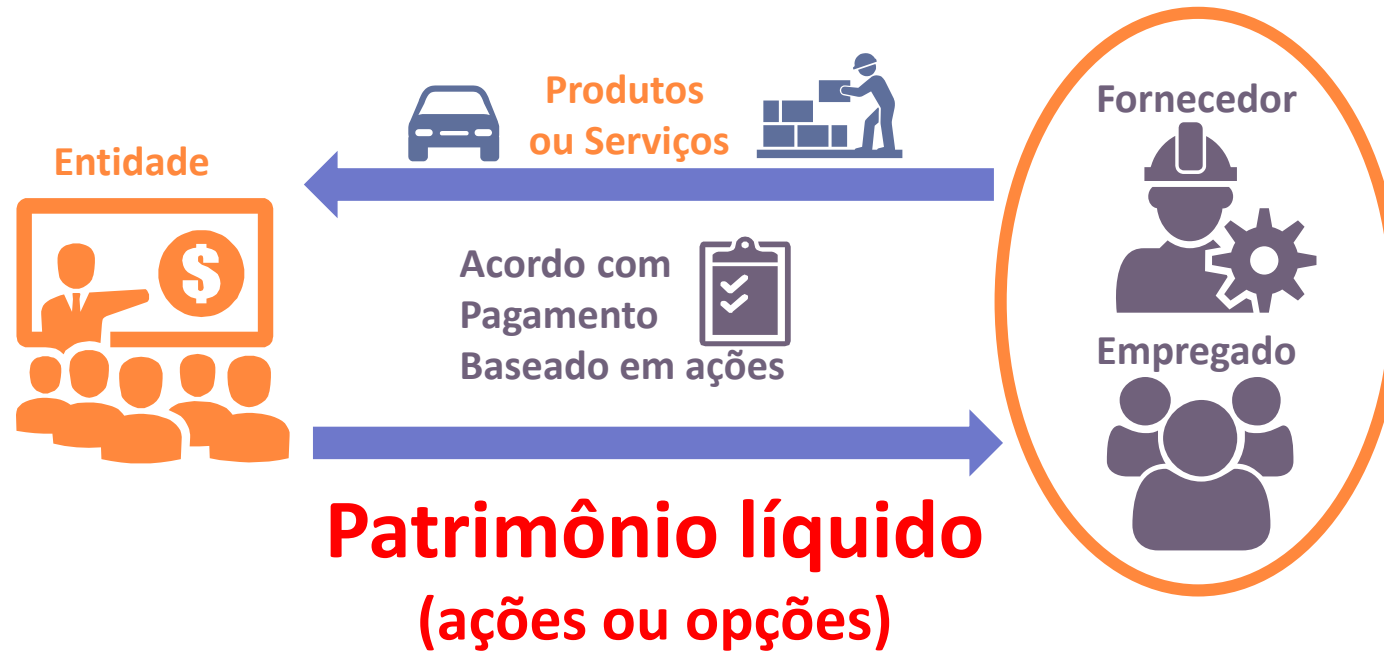 Entidade
Produtos
ou Serviços
Fornecedor
$
Acordo com
Pagamento
Baseado em ações
Empregado
Patrimônio líquido
(ações ou opções)